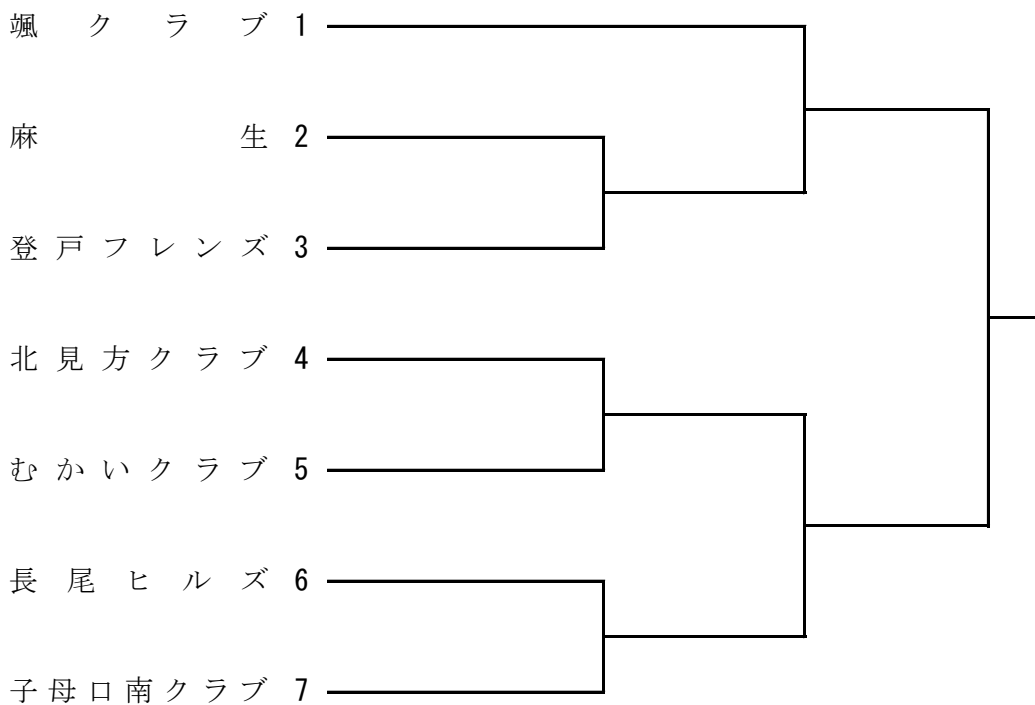 颯クラブ 1
麻生 2
登戸フレンズ 3
北見方クラブ 4
むかいクラブ 5
長尾ヒルズ 6
子母口南クラブ 7